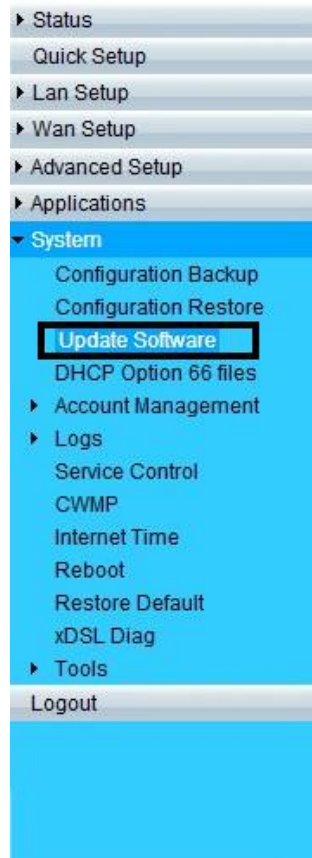 Status
Quick Setup
Lan Setup
Wan Setup
Advanced Setup
Applications
System
Configuration Backup
Configuration Restore
Update Software
DHCP Option 66 files
Account Management
Logs
Service Control
CWMP
Internet Time
Reboot
Restore Default
xDSL Diag
Tools
Logout